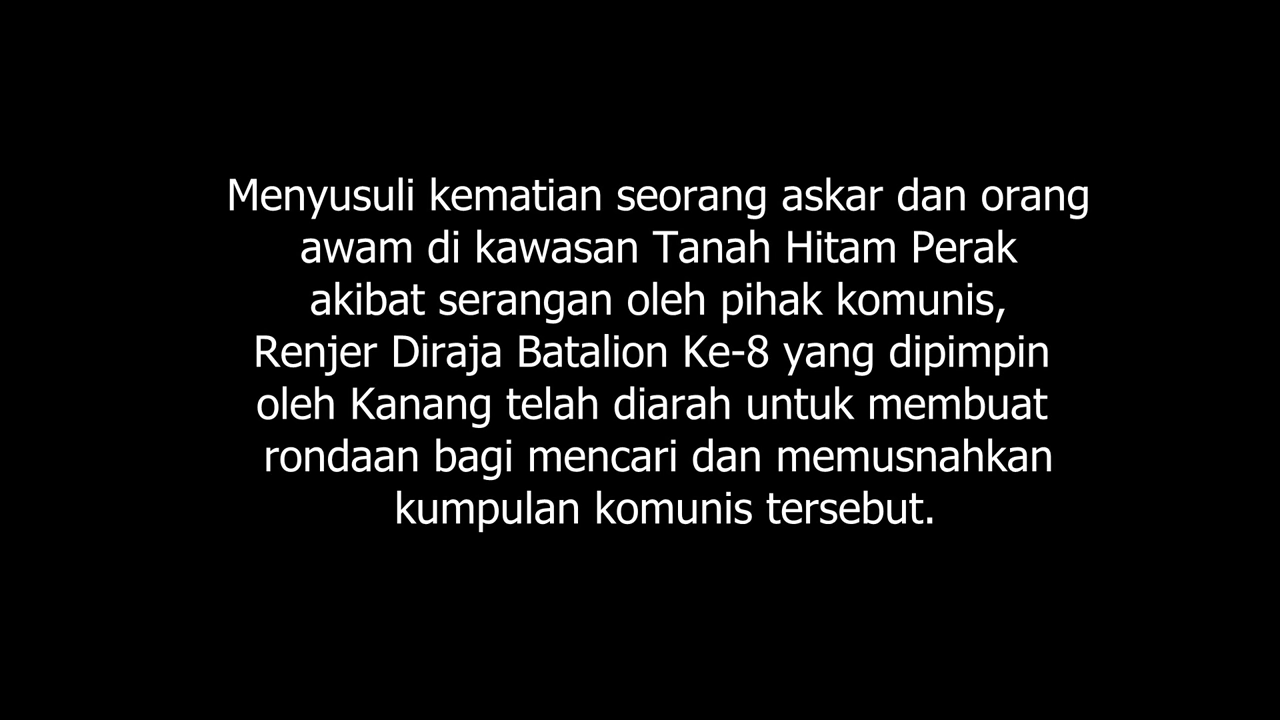 Menyusuli kematian seorang askar dan orang
awam di kawasan Tanah Hitam Perak
akibat serangan oleh pihak komunis,
Renjer Diraja Batalion Ke-8 yang dipimpin
oleh Kanang telah diarah untuk membuat
rondaan bagi mencari dan memusnahkan
kumpulan komunis tersebut.